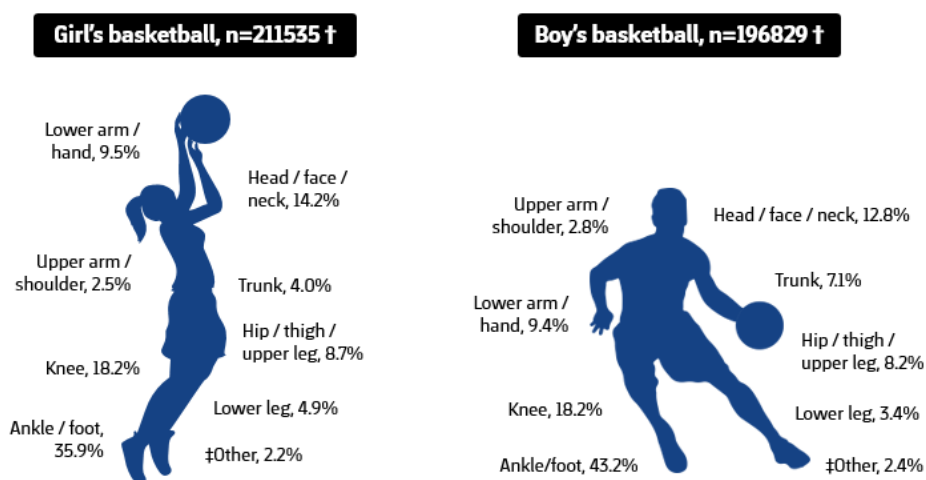 Girl's basketball, n=211535 †
Lower arm /
hand, 9.5%
Head / face /
neck, 14.2%
Upper arm /
shoulder, 2.5%
Trunk, 4.0%
Hip / thigh /
upper leg, 8.7%
Knee, 18.2%
Lower leg, 4.9%
Ankle / foot,
35.9%
‡Other, 2.2%
Boy's basketball, n=196829 †
Upper arm /
shoulder, 2.8%
Head / face / neck, 12.8%
Trunk, 7.1%
Lower arm /
hand, 9.4%
Hip / thigh /
upper leg, 8.2%
Knee, 18.2%
Lower leg, 3.4%
Ankle/foot, 43.2%
‡Other, 2.4%